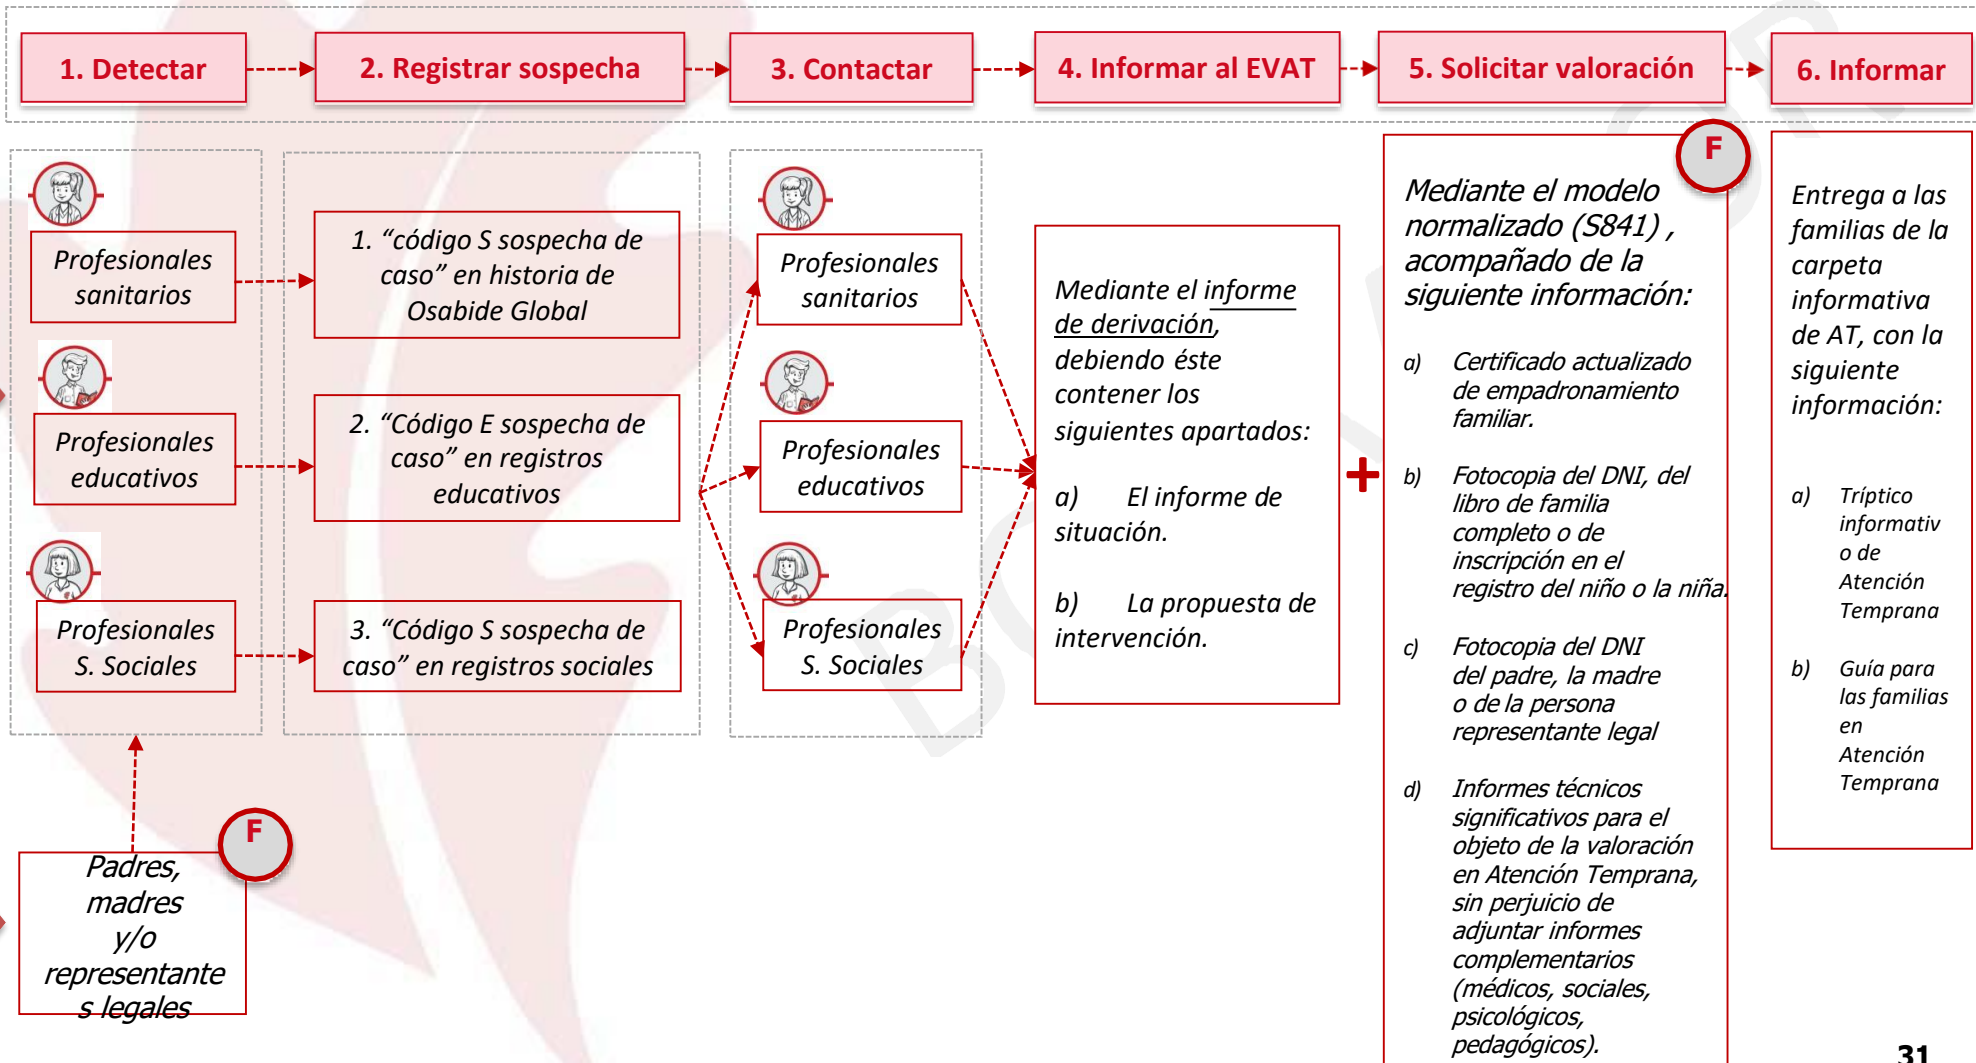 1. Detectar
2. Registrar sospecha
3. Contactar
4. Informar al EVAT
5. Solicitar valoración
6. Informar
Profesionales
sanitarios
Profesionales
educativos
Profesionales
S. Sociales
Padres,
madres
y/o
representante
s legales
F
1. “código S sospecha de
caso” en historia de
Osabide Global
2. “Código E sospecha de
caso” en registros
educativos
3. “Código S sospecha de
caso” en registros sociales
Profesionales
sanitarios
Profesionales
educativos
Profesionales
S. Sociales
Mediante el informe
de derivación,
debiendo éste
contener los
siguientes apartados:
a) El informe de
situación.
b) La propuesta de
intervención.
+
F
Mediante el modelo
normalizado (S841) ,
acompañado de la
siguiente información:
a) Certificado actualizado
de empadronamiento
familiar.
b) Fotocopia del DNI, del
libro de familia
completo o de
inscripción en el
registro del niño o la niña.
c) Fotocopia del DNI
del padre, la madre
o de la persona
representante legal
d) Informes técnicos
significativos para el
objeto de la valoración
en Atención Temprana,
sin perjuicio de
adjuntar informes
complementarios
(médicos, sociales,
psicológicos,
pedagógicos).
Entrega a las
familias de la
carpeta
informativa
de AT, con la
siguiente
información:
a) Tríptico
informativ
o de
Atención
Temprana
b) Guía para
las familias
en
Atención
Temprana
31